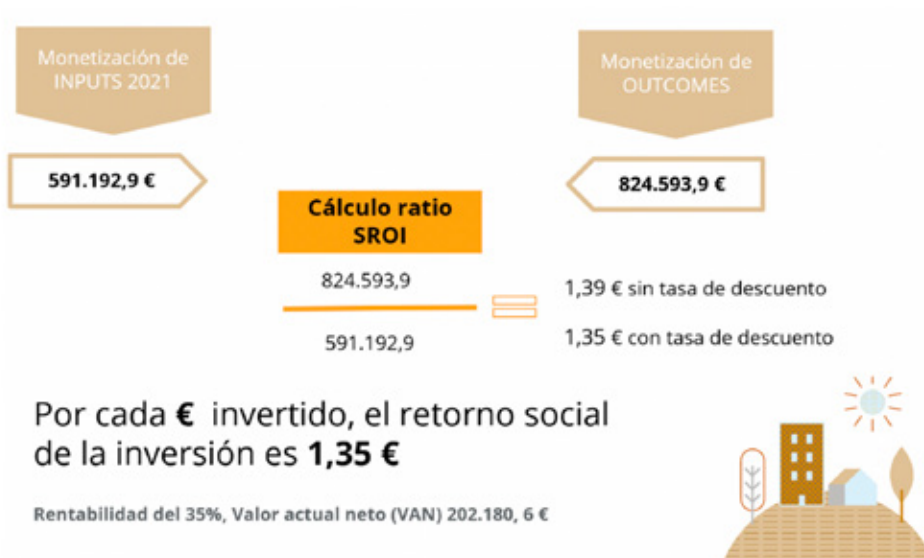 Monetización de
INPUTS 2021
Monetización de
OUTCOMES
591.192,9 €
824.593,9 €
Cálculo ratio
SROI
824.593,9
591.192,9
1,39 € sin tasa de descuento
1,35 € con tasa de descuento
Por cada € invertido, el retorno social
de la inversión es 1,35 €
Rentabilidad del 35%, Valor actual neto (VAN) 202.180, 6 €